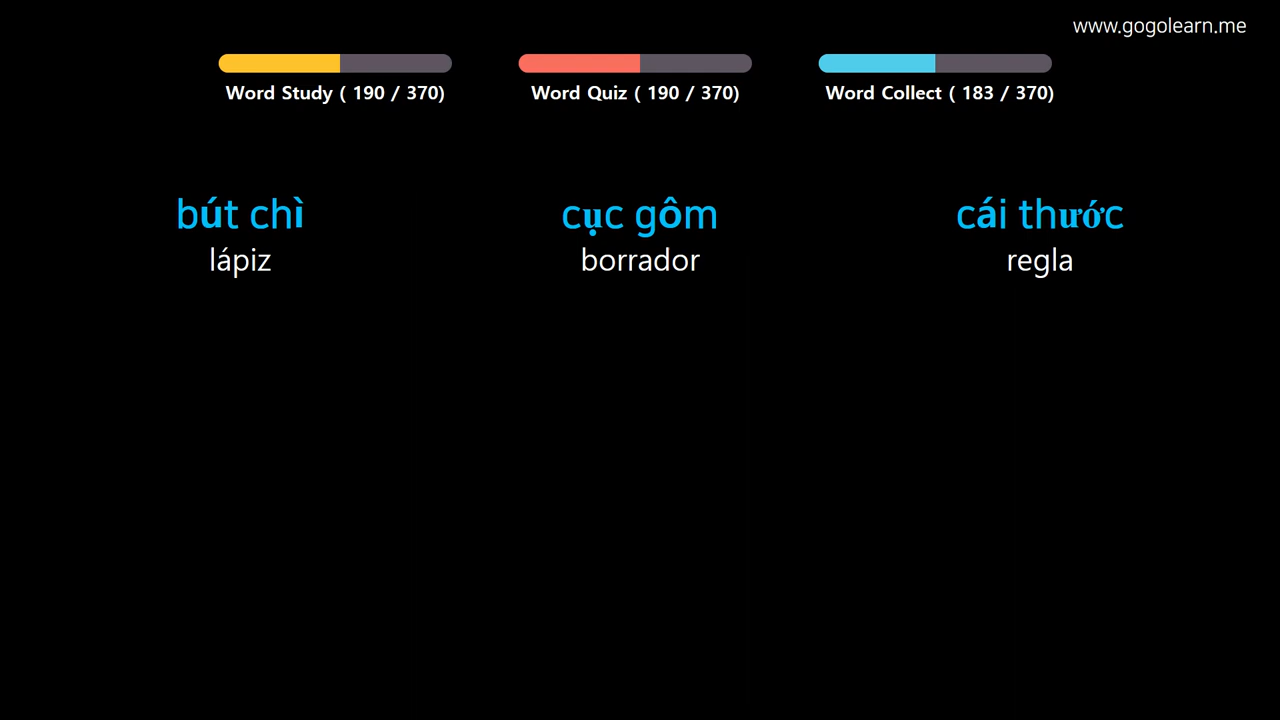 www.gogolearn.me
Word Study ( 190 / 370)
Word Quiz ( 190 / 370)
Word Collect ( 183 / 370)
bút chì
lápiz
cục gôm
borrador
cái thước
regla